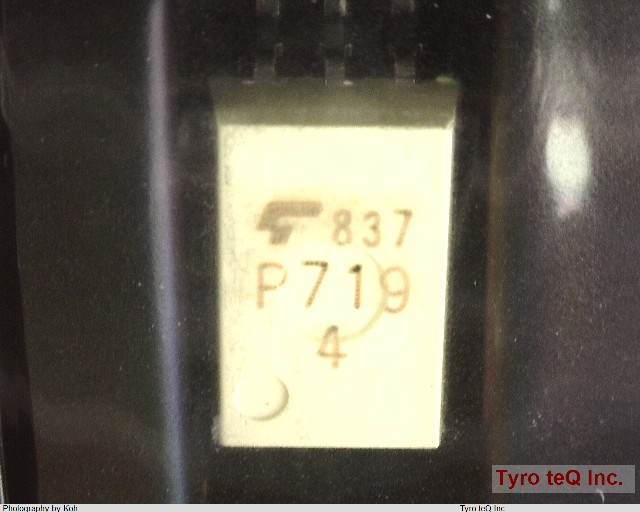 837
P719
4
Tyro teQ Inc.
Photography by Koh
Tyro teQ Inc